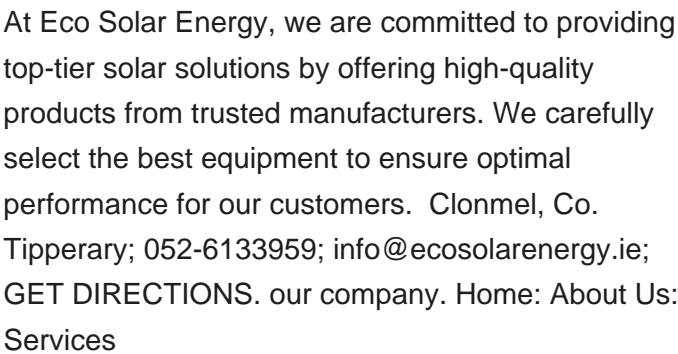 At Eco Solar Energy, we are committed to providing
top-tier solar solutions by offering high-quality
products from trusted manufacturers. We carefully
select the best equipment to ensure optimal
performance for our customers.  Clonmel, Co.
Tipperary; 052-6133959; info@ecosolarenergy.ie;
GET DIRECTIONS. our company. Home: About Us:
Services